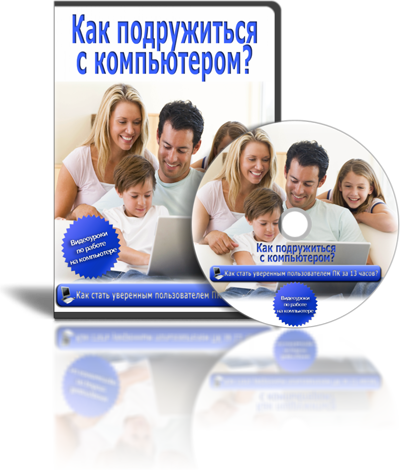 Как подружиться
с компьютером?
Видеоуроки
по работе
на компьютере
Как стать уверенным пользователем П
Как подружиться
с компьютером?
Как стать уверенным пользователем ПК за 13 часов?
Видеоуроки
по работе
на компьютере